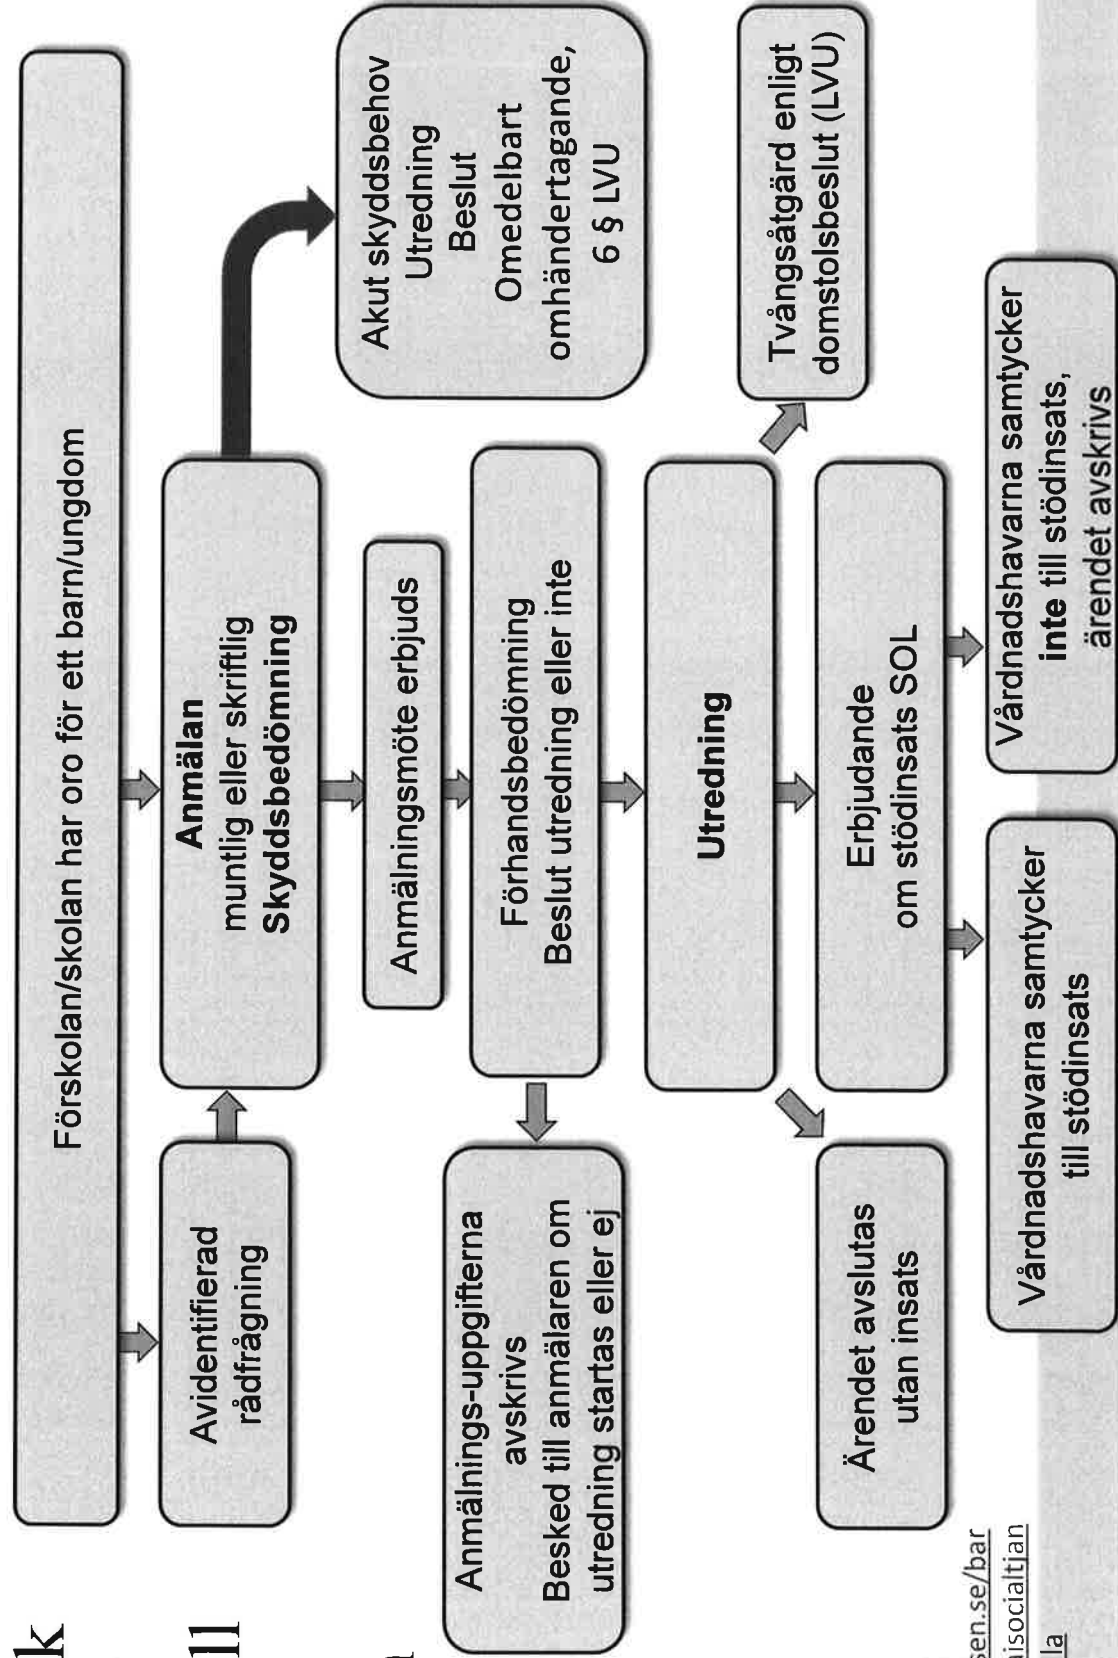 Förskolan/skolan har oro för ett barn/ungdom
Avidentifierad
rådfrågning
Anmälan
muntlig eller skriftlig
Skyddsbedömning
Akut skyddsbehov
Utredning
Beslut
Omedelbart
omhändertagande,
6 § LVU
Anmälningsmöte erbjuds
Förhandsbedömning
Beslut utredning eller inte
Anmälnings-uppgifterna
avskrivs
Besked till anmälaren om
utredning startas eller ej
Utredning
Tvångsåtgärd enligt
domstolsbeslut (LVU)
Ärendet avslutas
utan insats
Erbjudande
om stödinsats SOL
Vårdnadshavarna samtycker
till stödinsats
Vårdnadshavarna samtycker
inte till stödinsats,
ärendet avskrivs
k
ll
sen.se/bar
nisocialtjan
la